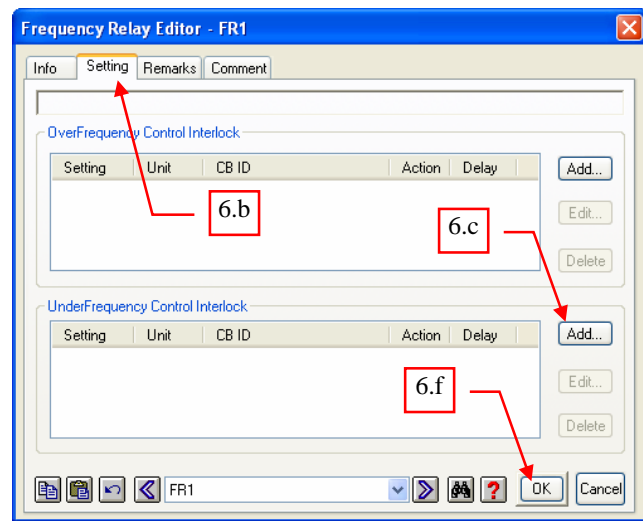 Frequency Relay Editor - FR1
Info Setting Remarks Comment
OverFrequency Control Interlock
Setting Unit CB ID Action Delay
Add...
6.b
Edit...
6.c
Delete
UnderFrequency Control Interlock
Setting Unit CB ID Action Delay
Add...
6.f
Edit...
Delete
FR1 ? OK Cancel